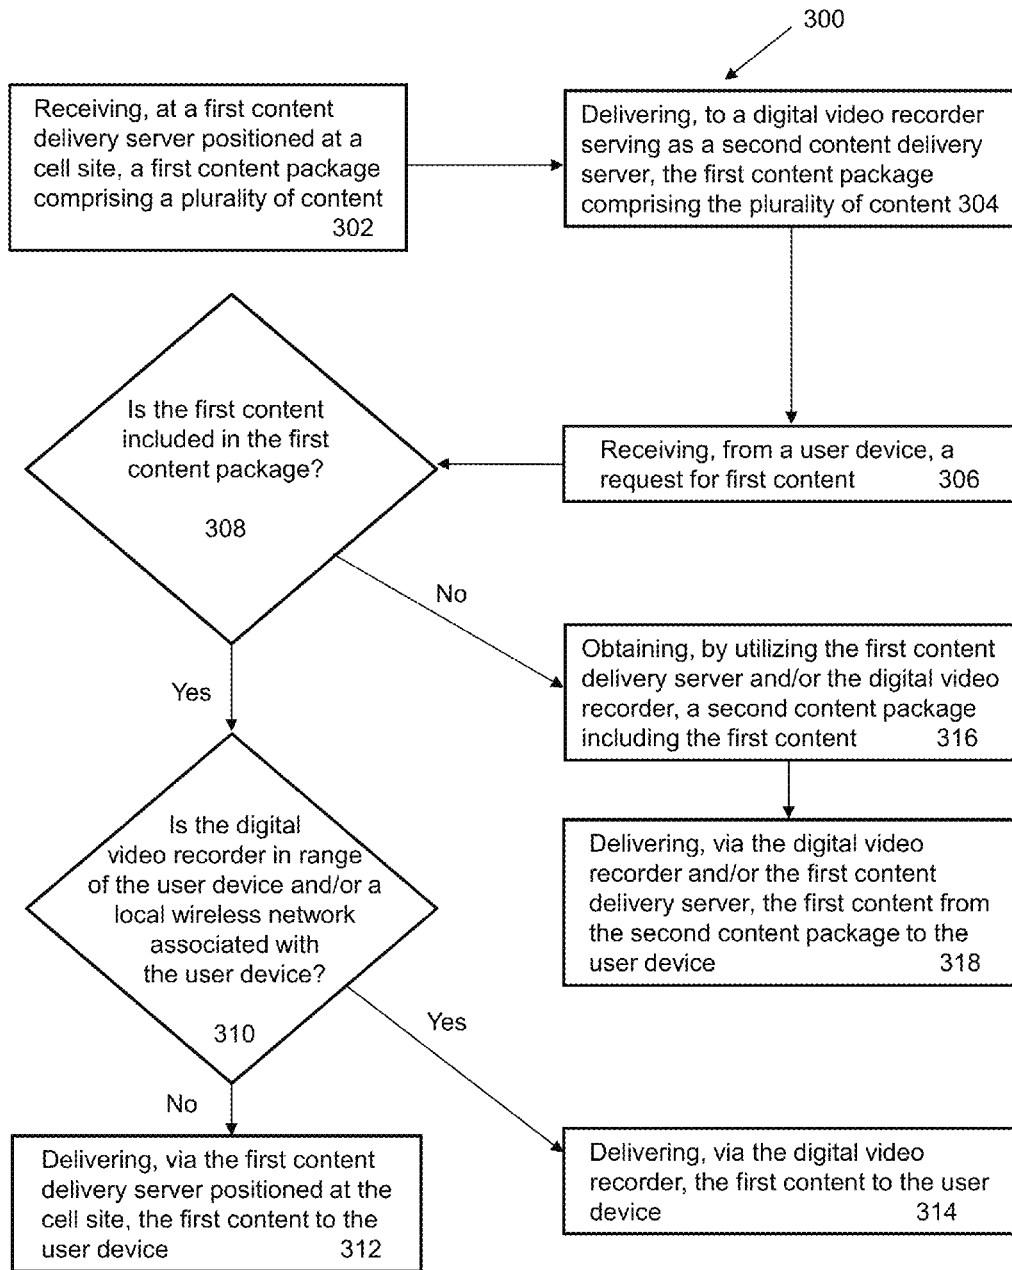 300
Receiving, at a first content
delivery server positioned at a
cell site, a first content package
comprising a plurality of content
302
Delivering, to a digital video recorder
serving as a second content delivery
server, the first content package
comprising the plurality of content 304
Receiving, from a user device, a
request for first content 306
Is the first content
included in the first
content package?
308
No
Yes
Obtaining, by utilizing the first content
delivery server and/or the digital video
recorder, a second content package
including the first content 316
Delivering, via the digital video
recorder and/or the first content
delivery server, the first content from
the second content package to the
user device 318
Is the digital
video recorder in range
of the user device and/or a
local wireless network
associated with
the user device?
310
Yes
No
Delivering, via the first content
delivery server positioned at the
cell site, the first content to the
user device 312
Delivering, via the digital video
recorder, the first content to the user
device 314